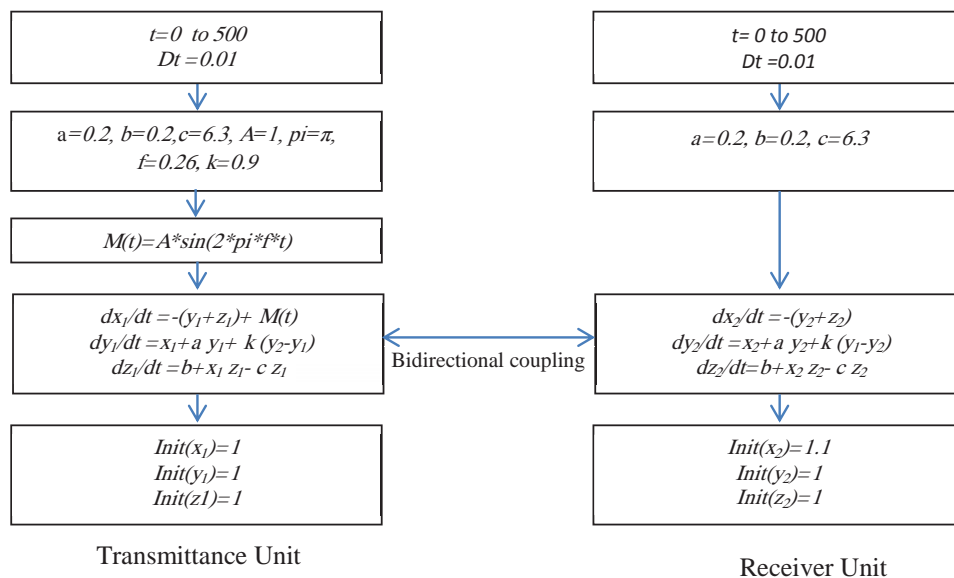 t=0 to 500
Dt =0.01
a=0.2, b=0.2,c=6.3, A=1, pi=π,
f=0.26, k=0.9
M(t)=A*sin(2*pi*f*t)
dx₁/dt =-(y₁+z₁)+ M(t)
dy₁/dt =x₁+a y₁+ k (y₂-y₁)
dz₁/dt =b+x₁ z₁- c z₁
Init(x₁)=1
Init(y₁)=1
Init(z1)=1
Transmittance Unit
Bidirectional coupling
t= 0 to 500
Dt =0.01
a=0.2, b=0.2, c=6.3
dx₂/dt =-(y₂+z₂)
dy₂/dt =x₂+a y₂+k (y₁-y₂)
dz₂/dt=b+x₂ z₂- c z₂
Init(x₂)=1.1
Init(y₂)=1
Init(z₂)=1
Receiver Unit